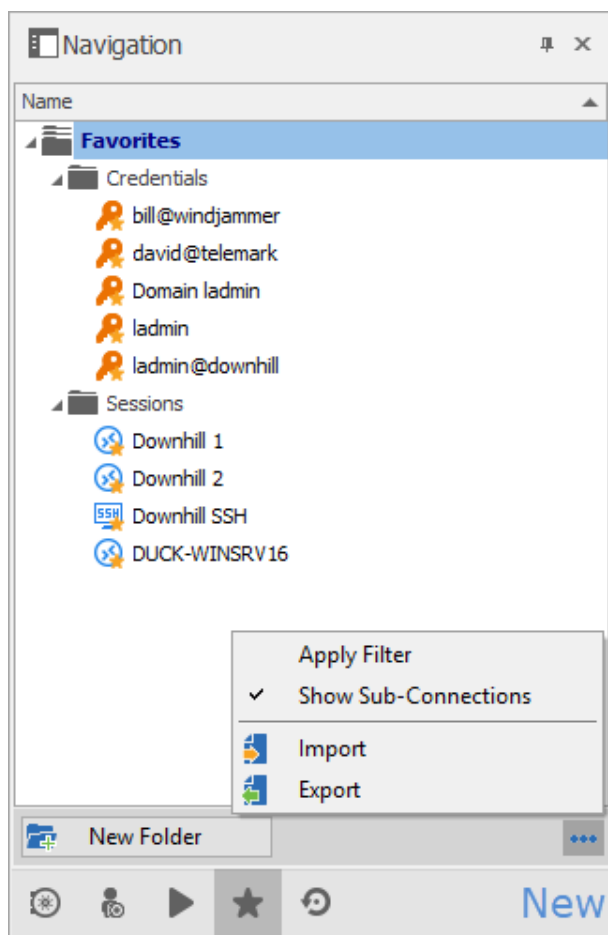 Navigation
Name
Favorites
Credentials
bill@windjammer
david@telemark
Domain ladmin
ladmin
ladmin@downhill
Sessions
Downhill 1
Downhill 2
SSH Downhill SSH
DUCK-WINSRV16
Apply Filter
Show Sub-Connections
Import
Export
New Folder
New